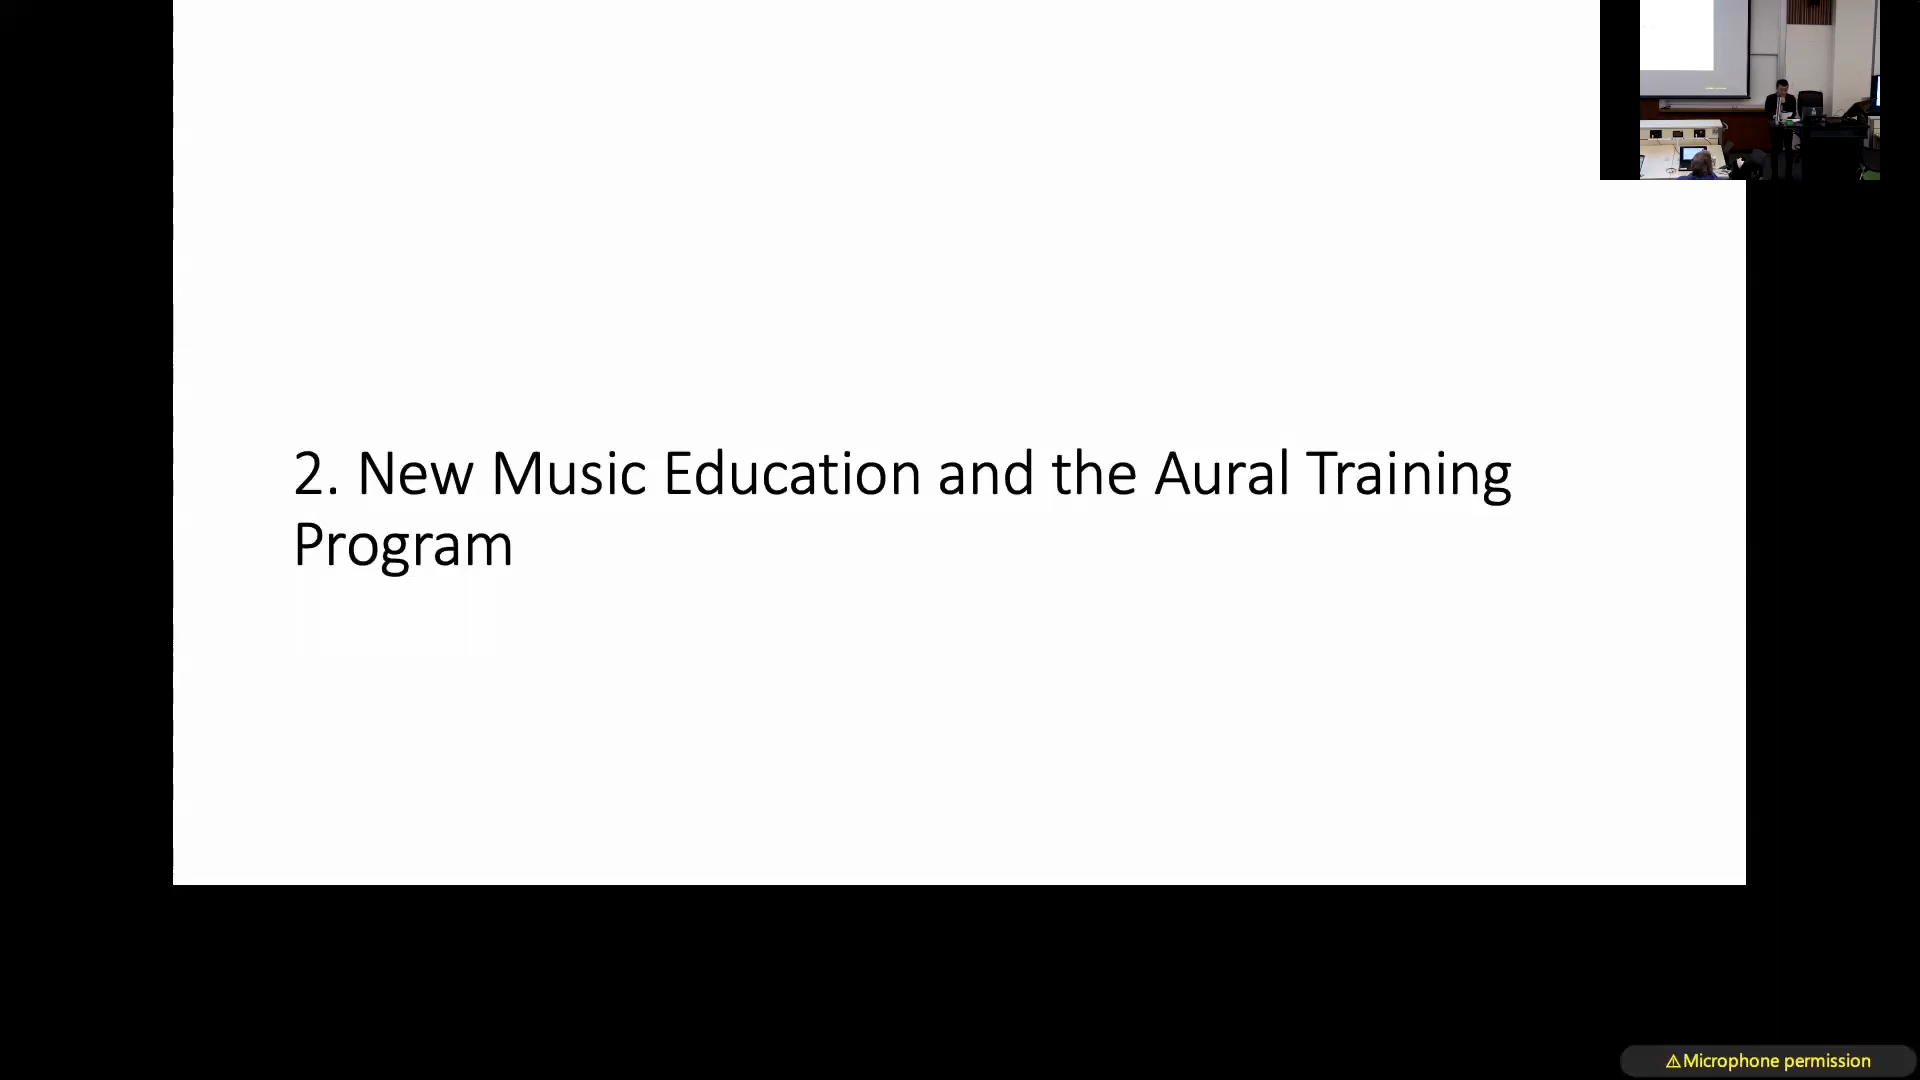 2. New Music Education and the Aural Training
Program
⚠Microphone permission